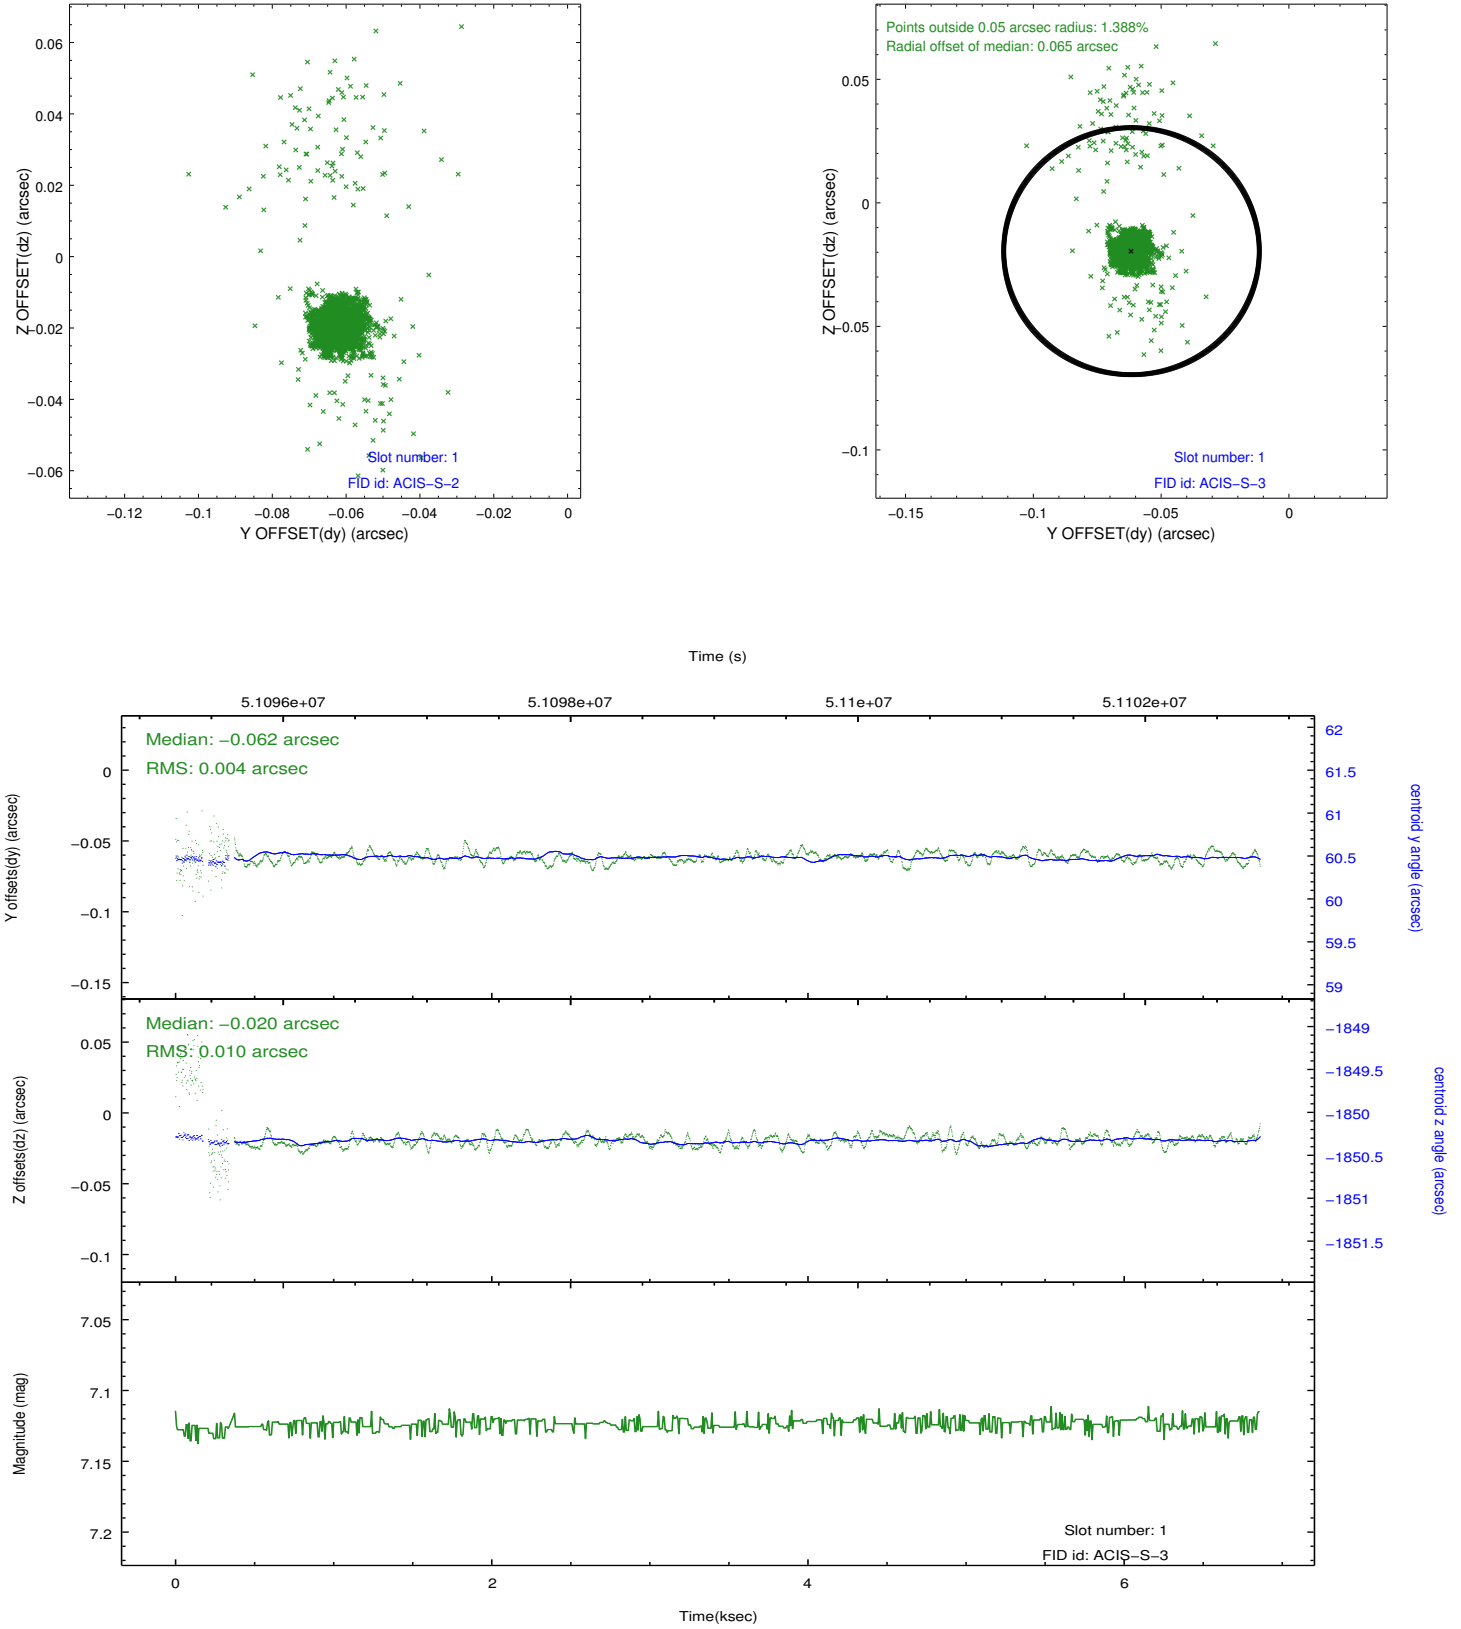 0.06
0.04
0.02
0
−0.02
−0.04
−0.06
Z OFFSET(dz) (arcsec)
Slot number: 1
FID id: ACIS−S−2
−0.12
−0.1
−0.08
−0.06
−0.04
−0.02
0
Y OFFSET(dy) (arcsec)
Points outside 0.05 arcsec radius: 1.388%
Radial offset of median: 0.065 arcsec
0.05
0
−0.05
−0.1
Z OFFSET(dz) (arcsec)
Slot number: 1
FID id: ACIS−S−3
−0.15
−0.1
−0.05
0
Y OFFSET(dy) (arcsec)
Time (s)
5.1096e+07
5.1098e+07
5.11e+07
5.1102e+07
Median: −0.062 arcsec
RMS: 0.004 arcsec
0
−0.05
−0.1
−0.15
Y offsets(dy) (arcsec)
62
61.5
61
60.5
60
59.5
59
centroid y angle (arcsec)
Median: −0.020 arcsec
RMS: 0.010 arcsec
0.05
0
−0.05
−0.1
Z offsets(dz) (arcsec)
−1849
−1849.5
−1850
−1850.5
−1851
−1851.5
centroid z angle (arcsec)
7.05
7.1
7.15
7.2
Magnitude (mag)
Slot number: 1
FID id: ACIS−S−3
0
2
4
6
Time(ksec)